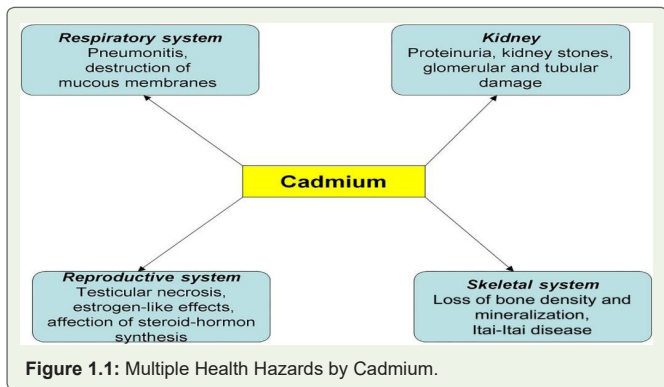 Respiratory system
Pneumonitis,
destruction of
mucous membranes
Kidney
Proteinuria, kidney stones,
glomerular and tubular
damage
Cadmium
Reproductive system
Testicular necrosis,
estrogen-like effects,
affection of steroid-hormon
synthesis
Skeletal system
Loss of bone density and
mineralization,
Itai-Itai disease
Figure 1.1: Multiple Health Hazards by Cadmium.